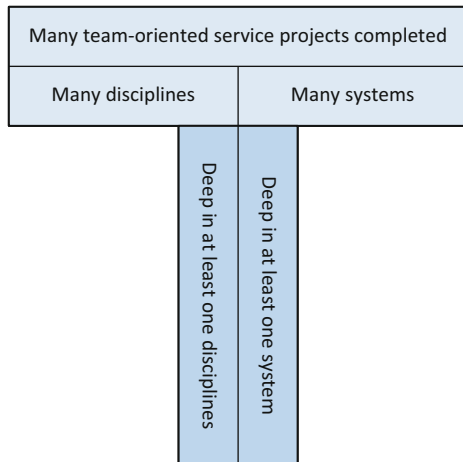 Many team-oriented service projects completed
Many disciplines
Many systems
Deep in at least one disciplines
Deep in at least one system